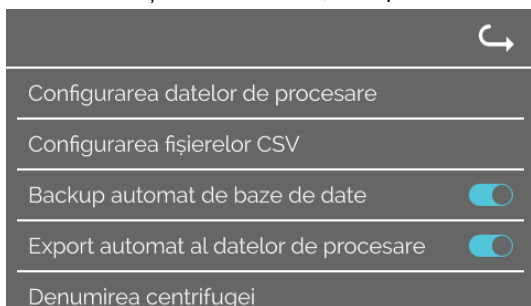 Configurarea datelor de procesare
Configurarea fișierelor CSV
Backup automat de baze de date
Export automat al datelor de procesare
Denumirea centrifugei